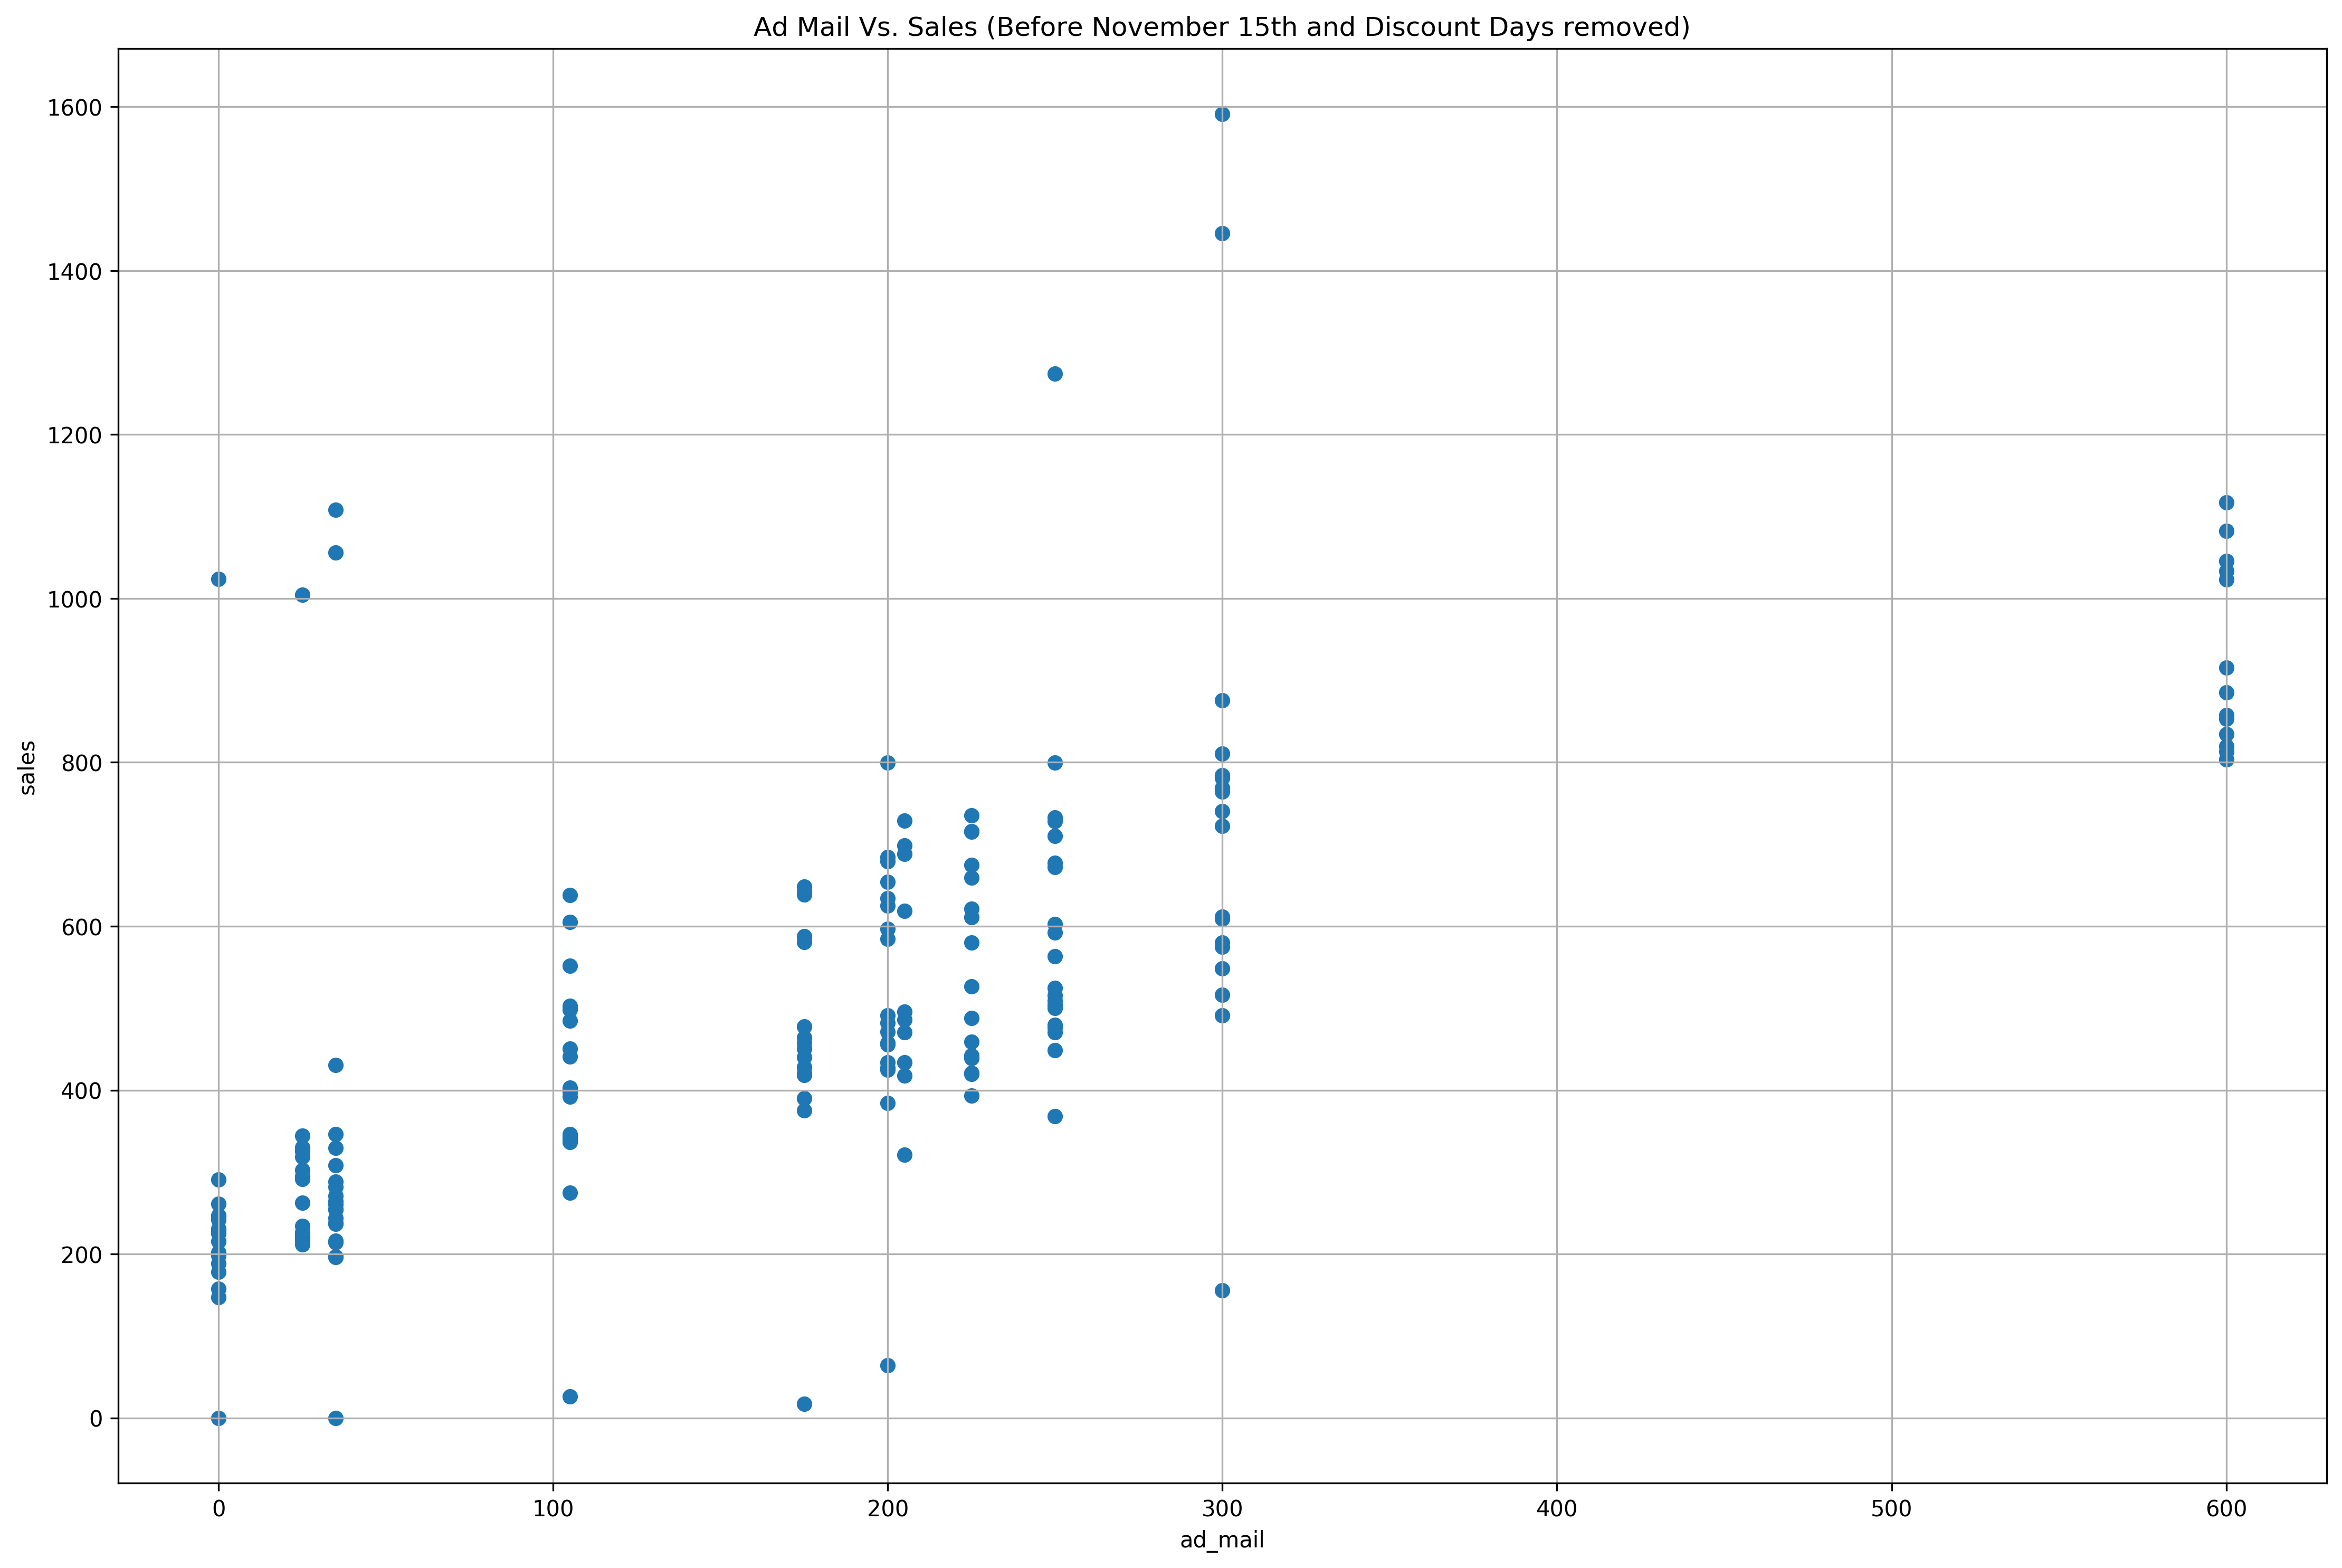 Ad Mail Vs. Sales (Before November 15th and Discount Days removed)
1600
1400
1200
1000
800
600
400
200
0
sales
0 100 200 300 400 500 600
ad_mail